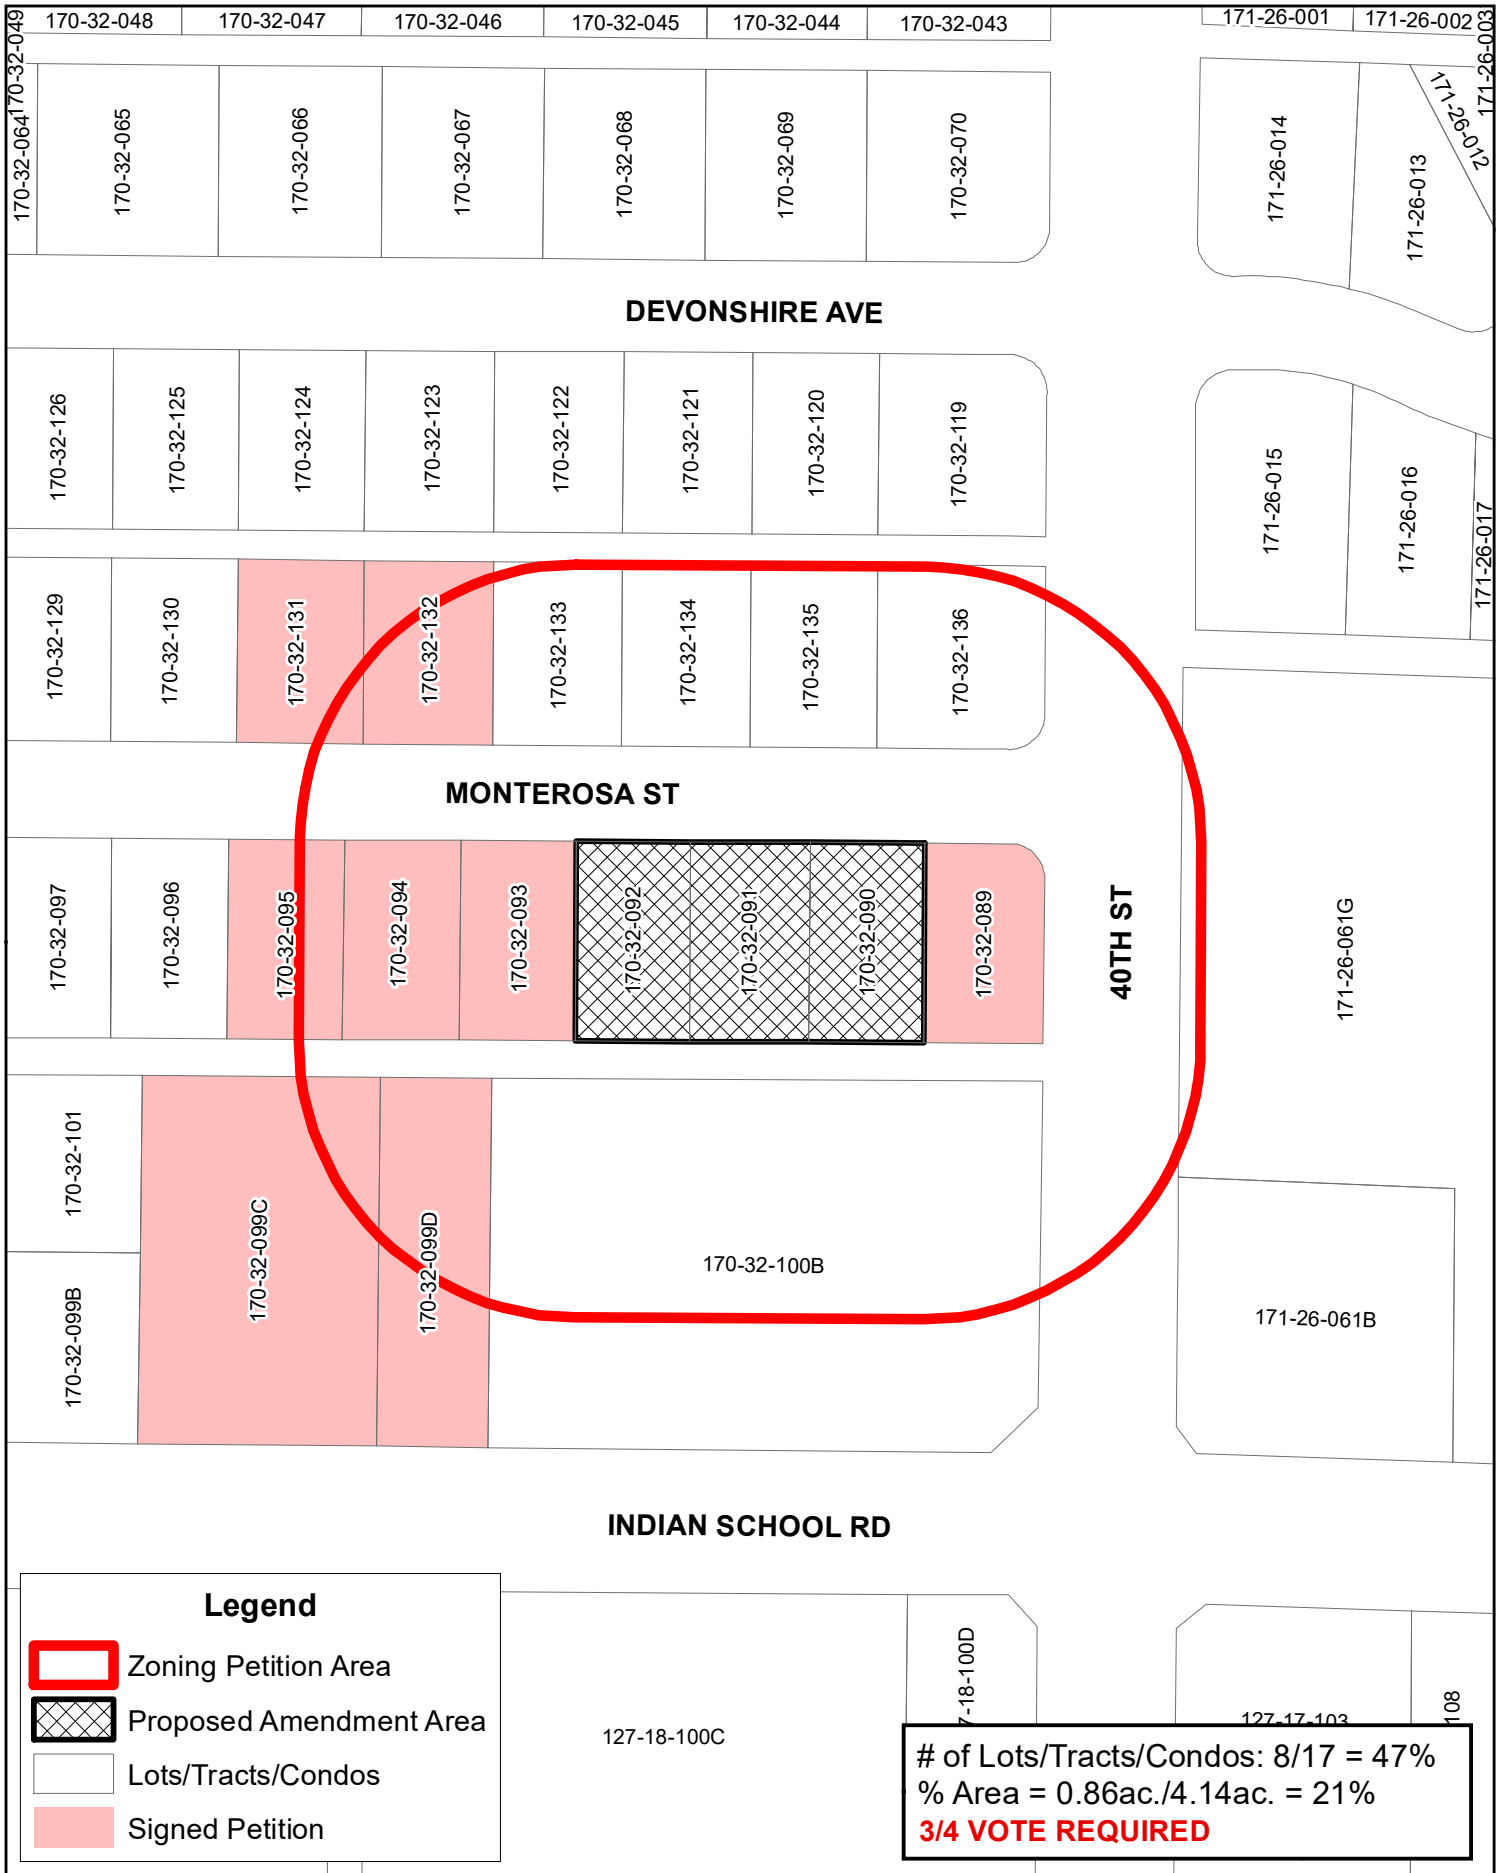 170-32-049
170-32-048
170-32-047
170-32-046
170-32-045
170-32-044
170-32-043
171-26-001
171-26-002
171-26-003
170-32-064
170-32-065
170-32-066
170-32-067
170-32-068
170-32-069
170-32-070
171-26-014
171-26-013
171-26-012
DEVONSHIRE AVE
170-32-126
170-32-125
170-32-124
170-32-123
170-32-122
170-32-121
170-32-120
170-32-119
171-26-015
171-26-016
171-26-017
170-32-129
170-32-130
170-32-131
170-32-132
170-32-133
170-32-134
170-32-135
170-32-136
MONTEROSA ST
170-32-097
170-32-096
170-32-095
170-32-094
170-32-093
170-32-092
170-32-091
170-32-090
170-32-089
40TH ST
171-26-061G
170-32-101
170-32-099B
170-32-099C
170-32-099D
170-32-100B
171-26-061B
INDIAN SCHOOL RD
127-18-100C
7-18-100D
127-17-103
108
Legend
Zoning Petition Area
Proposed Amendment Area
Lots/Tracts/Condos
Signed Petition
# of Lots/Tracts/Condos: 8/17 = 47%
% Area = 0.86ac./4.14ac. = 21%
3/4 VOTE REQUIRED